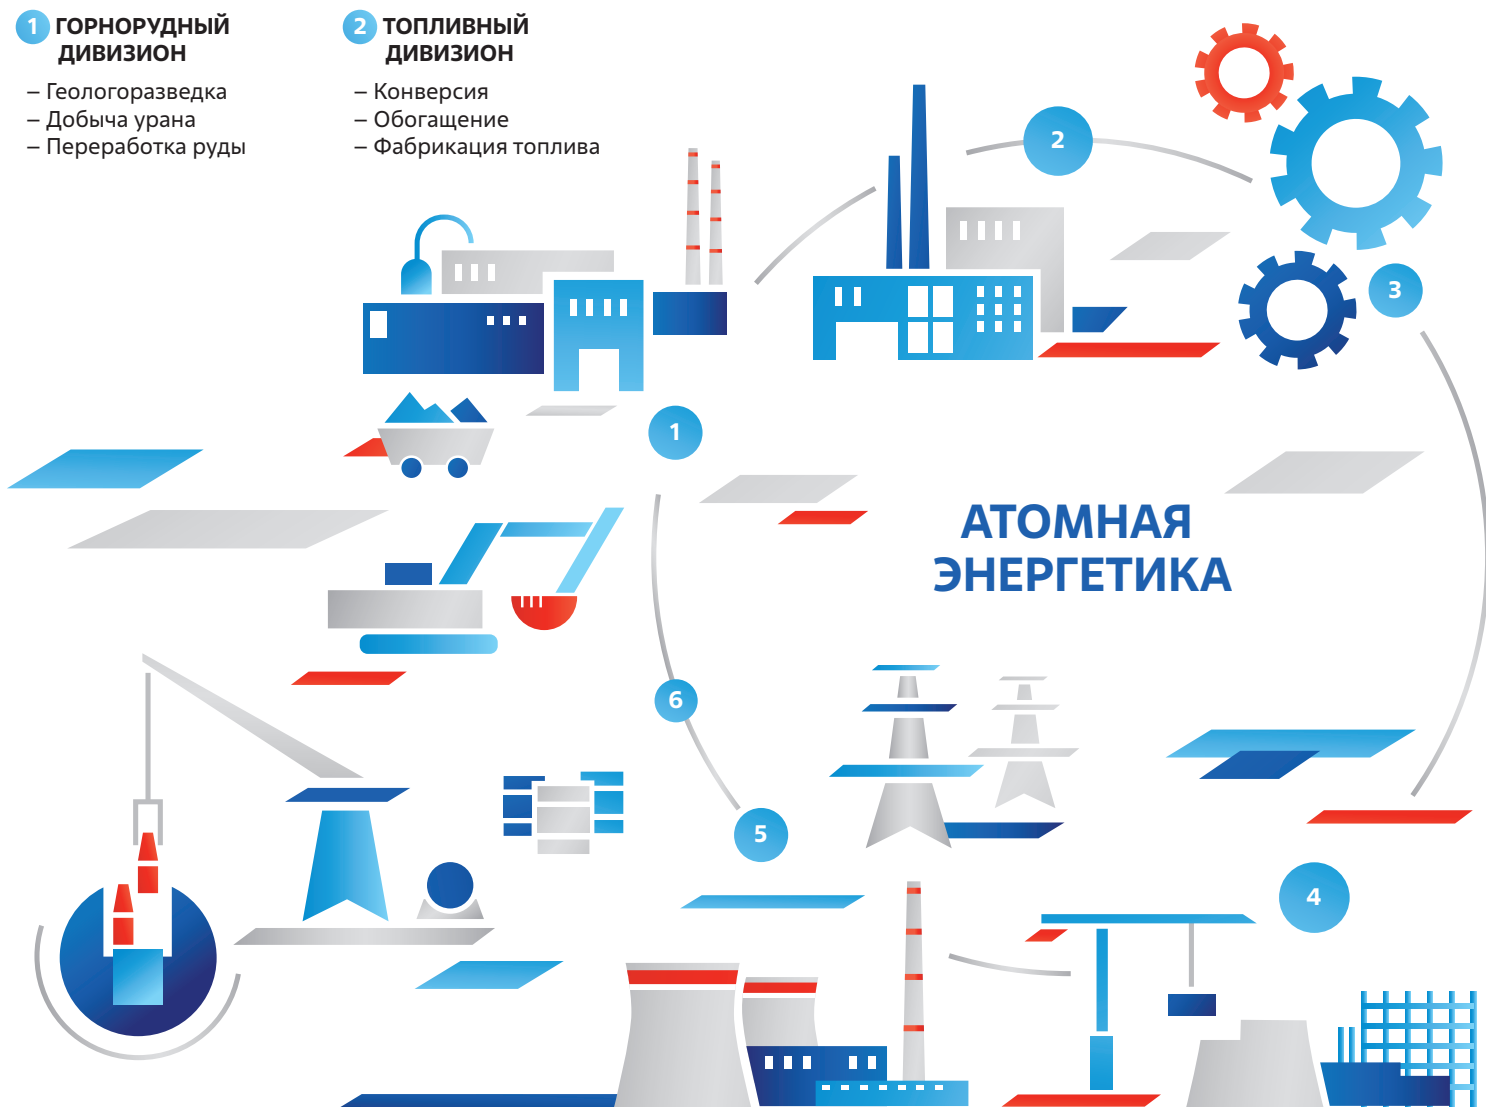 1 ГОРНОРУДНЫЙ
ДИВИЗИОН
– Геологоразведка
– Добыча урана
– Переработка руды
2 ТОПЛИВНЫЙ
ДИВИЗИОН
– Конверсия
– Обогащение
– Фабрикация топлива
2
3
1
АТОМНАЯ
ЭНЕРГЕТИКА
6
5
4